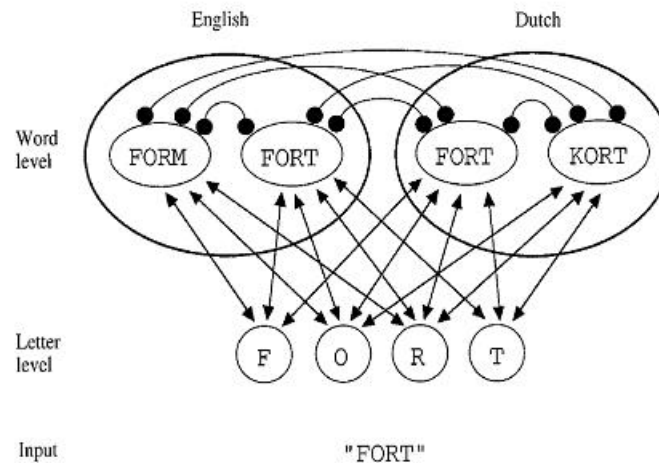 English Dutch
Word
level
FORM FORT FORT KORT
Letter
level
F O R T
Input "FORT"